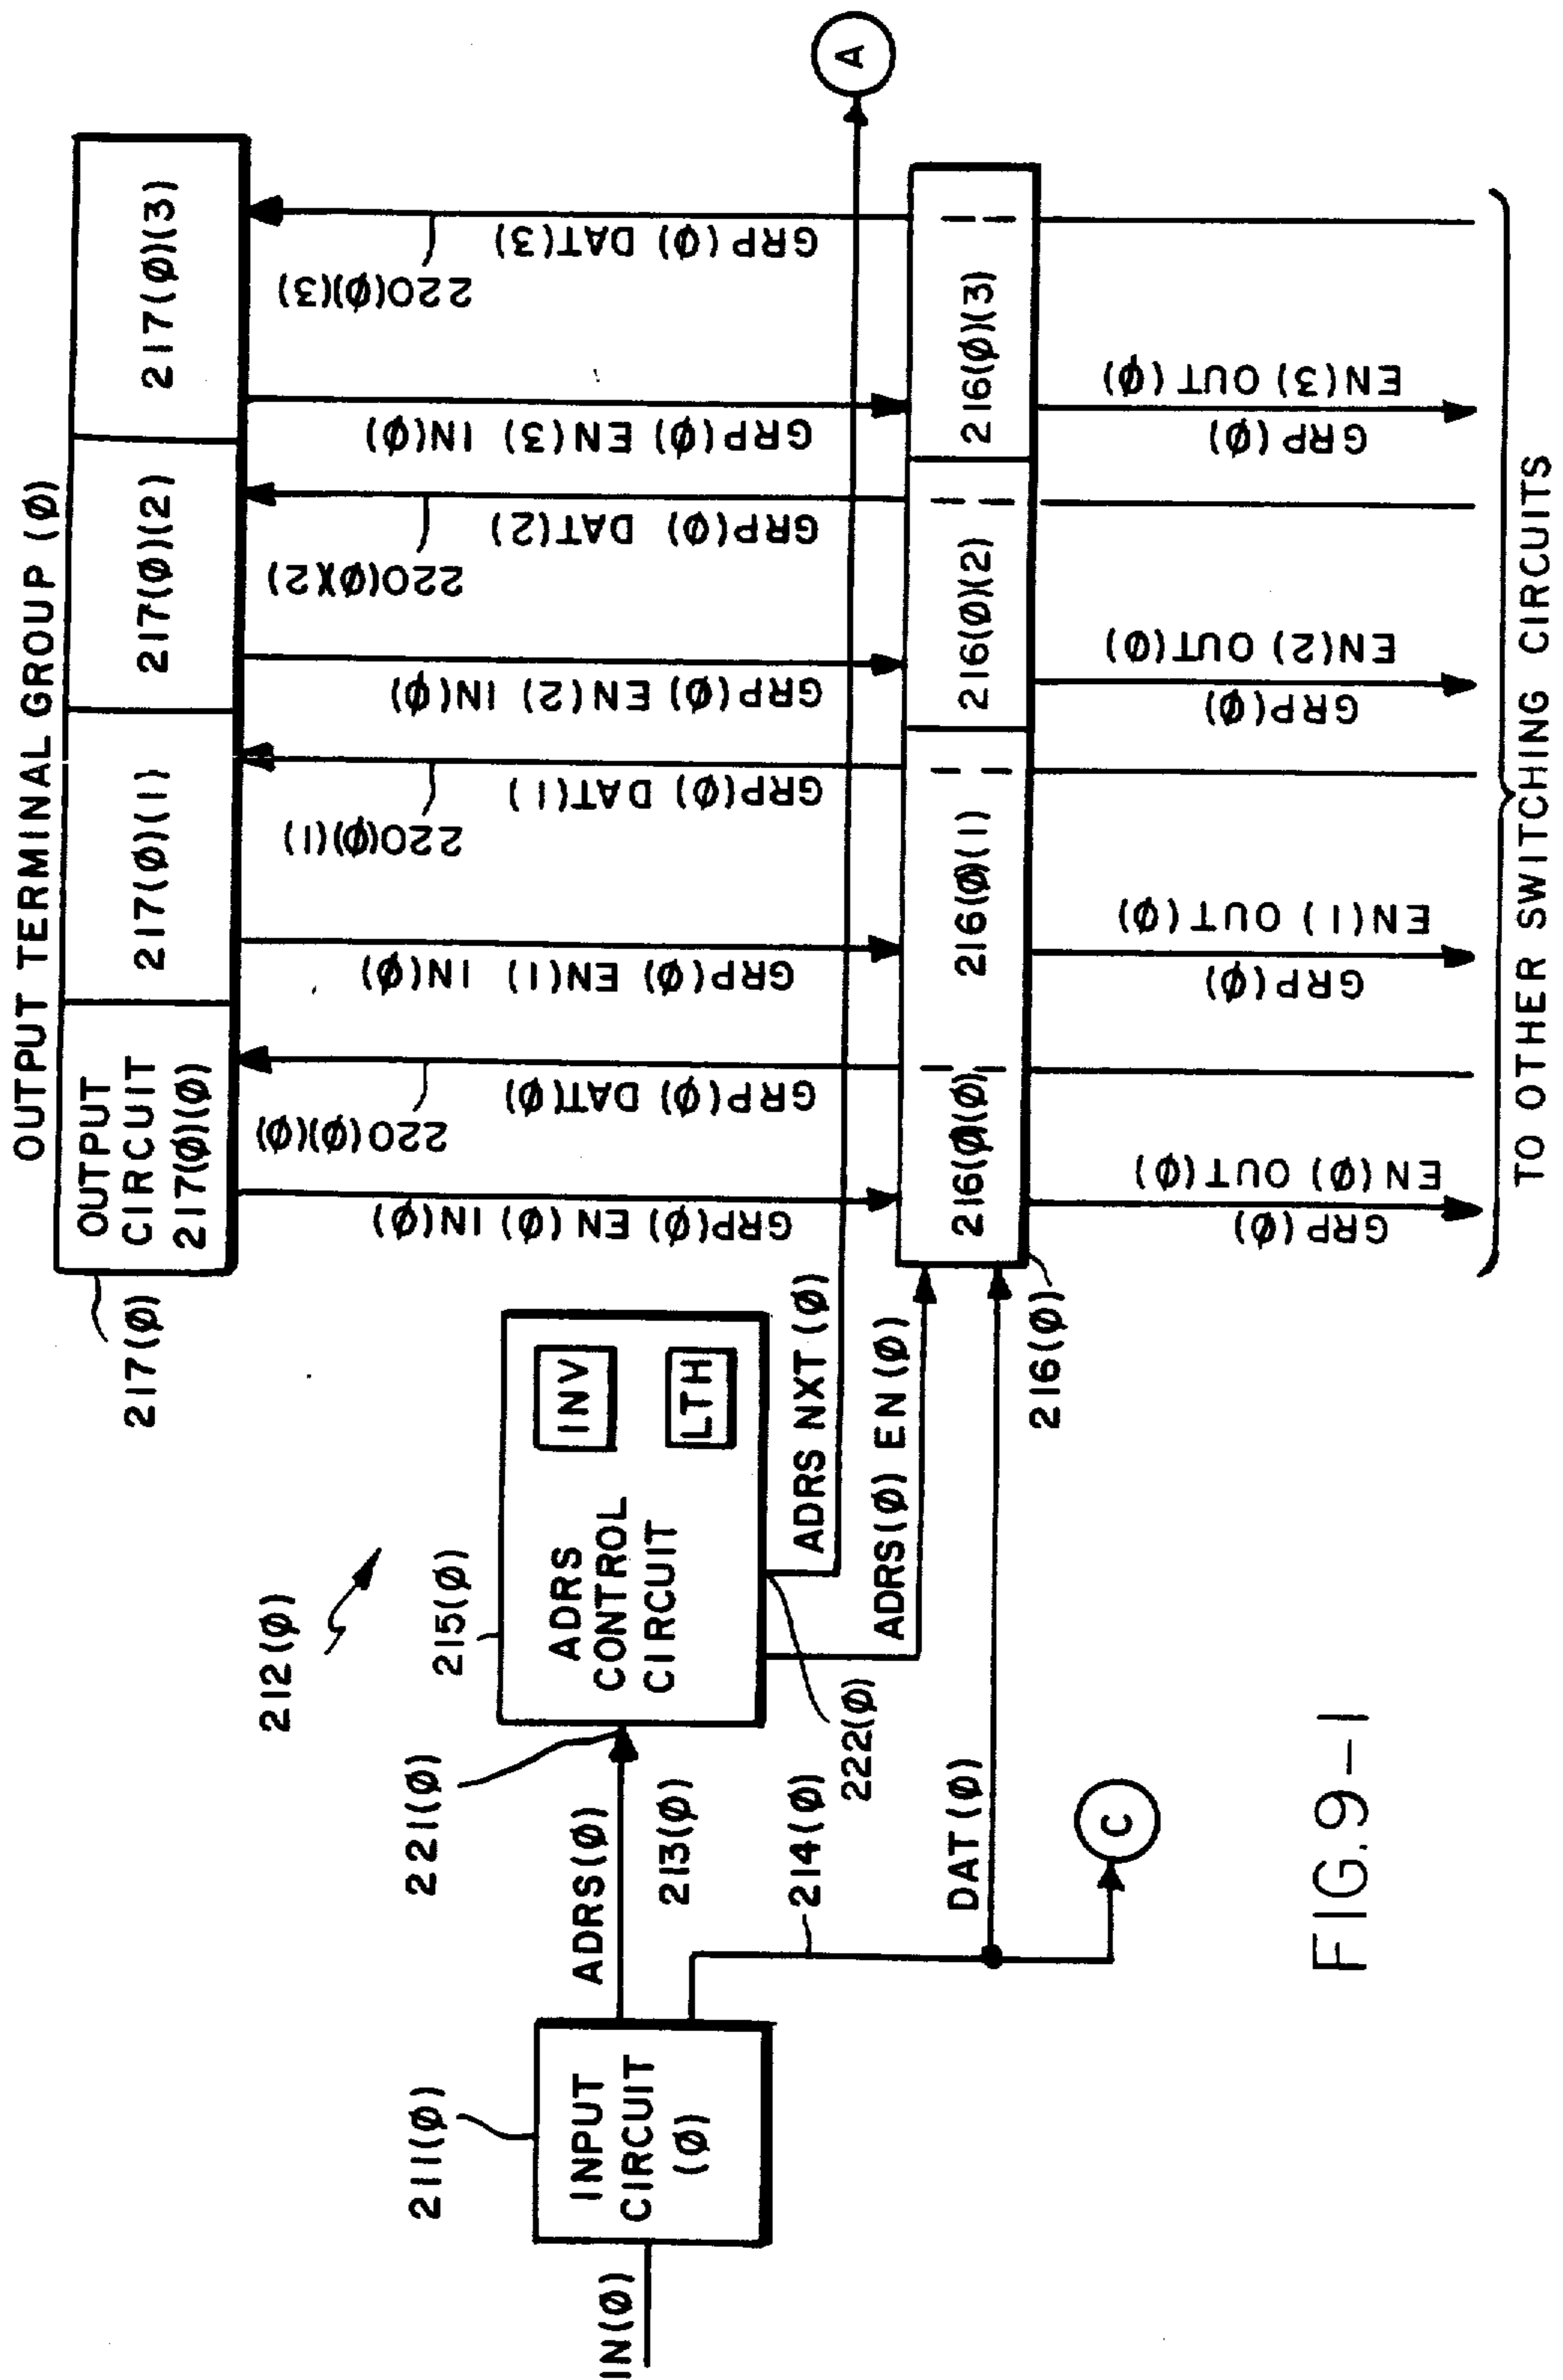 OUTPUT TERMINAL GROUP (Ø)
217(Ø)
OUTPUT
CIRCUIT
217(Ø)(Ø)
217(Ø)(1)
217(Ø)(2)
217(Ø)(3)
GRP(Ø) EN(Ø) IN(Ø)
220(Ø)(Ø)
GRP(Ø) DAT(Ø)
GRP(Ø) EN(1) IN(Ø)
220(Ø)(1)
GRP(Ø) DAT(1)
GRP(Ø) EN(2) IN(Ø)
220(Ø)(2)
GRP(Ø) DAT(2)
GRP(Ø) EN(3) IN(Ø)
220(Ø)(3)
GRP(Ø) DAT(3)
A
212(Ø)
215(Ø)
ADRS
CONTROL
CIRCUIT
INV
LTH
221(Ø)
ADRS(Ø)
213(Ø)
222(Ø)
ADRS NXT(Ø)
ADRS(Ø) EN(Ø)
211(Ø)
INPUT
CIRCUIT
(Ø)
IN(Ø)
214(Ø)
DAT(Ø)
C
216(Ø)
216(Ø)(Ø)
216(Ø)(1)
216(Ø)(2)
216(Ø)(3)
GRP(Ø)
EN(Ø) OUT(Ø)
GRP(Ø)
EN(1) OUT(Ø)
GRP(Ø)
EN(2) OUT(Ø)
GRP(Ø)
EN(3) OUT(Ø)
TO OTHER SWITCHING CIRCUITS
FIG.9-1